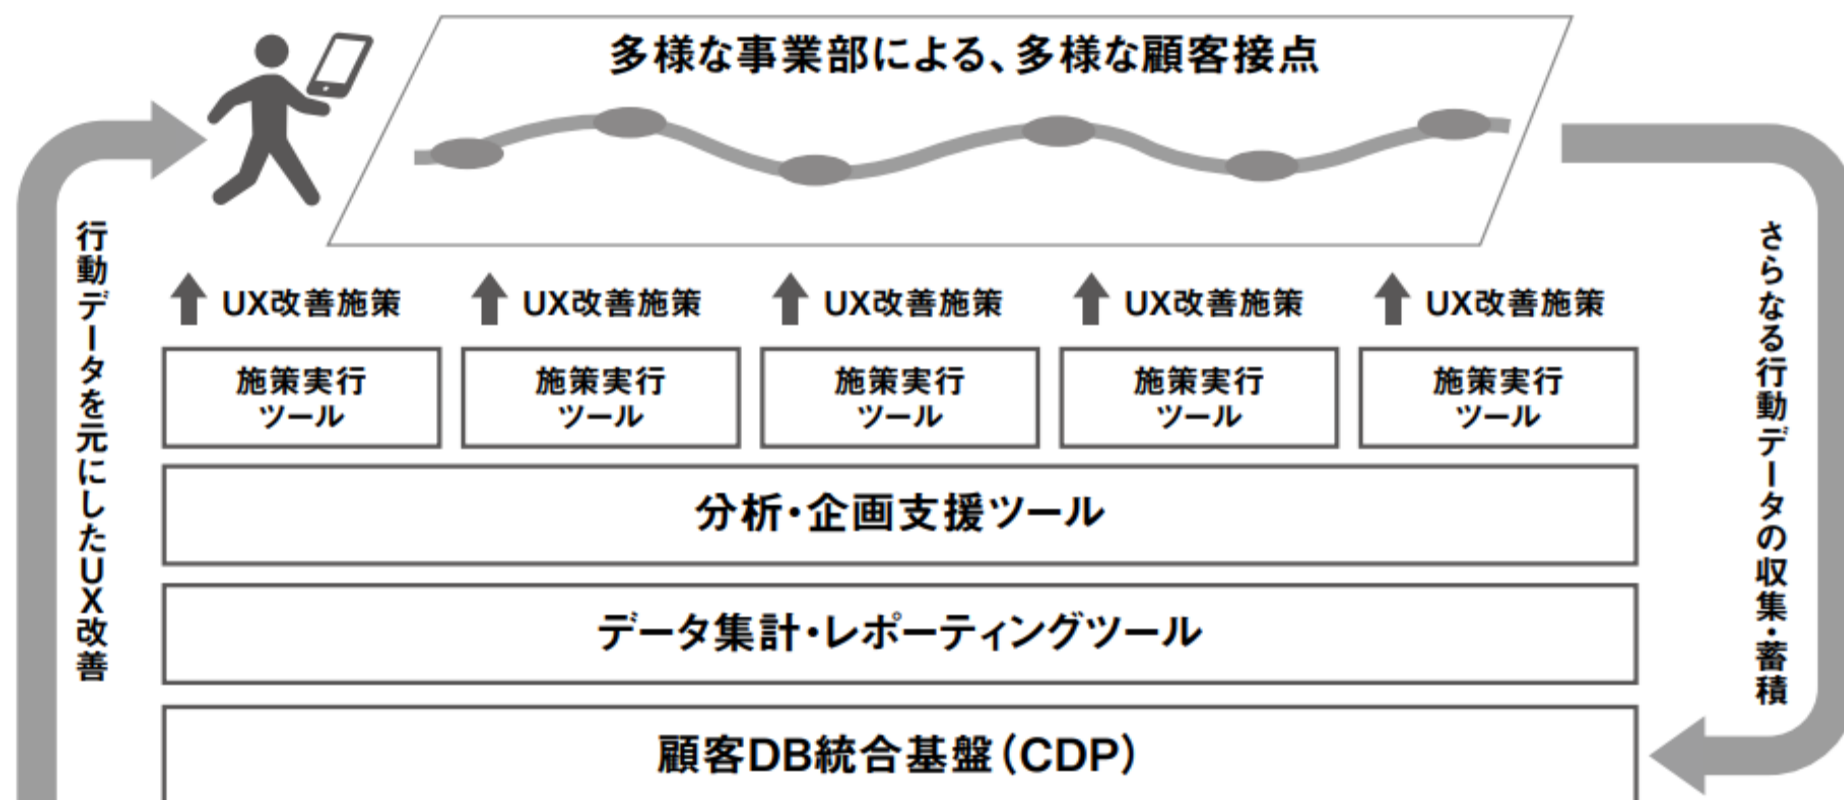 多様な事業部による、多様な顧客接点
行動データを元にしたUX改善
さらなる行動データの収集・蓄積
UX改善施策
UX改善施策
UX改善施策
UX改善施策
UX改善施策
施策実行
ツール
施策実行
ツール
施策実行
ツール
施策実行
ツール
施策実行
ツール
分析・企画支援ツール
データ集計・レポーティングツール
顧客DB統合基盤(CDP)